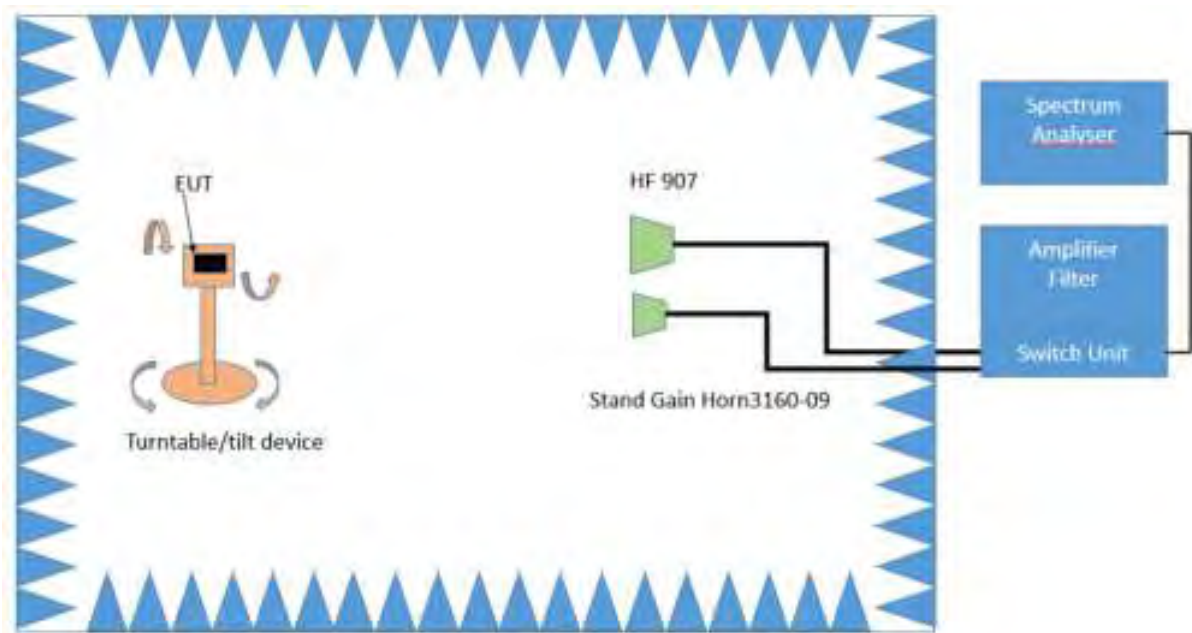 EUT
HF 907
Stand Gain Horn3160-09
Turntable/tilt device
Spectrum
Analyser
Amplifier
Filter
Switch Unit